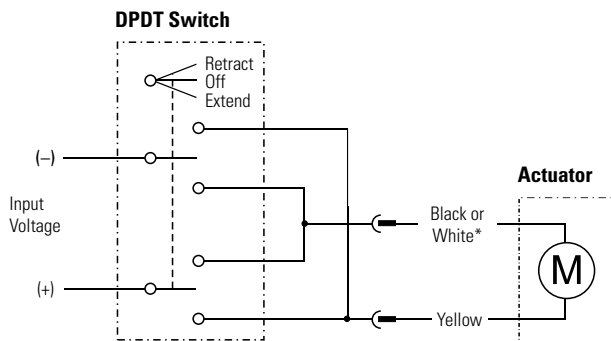 DPDT Switch
Retract
Off
Extend
(–)
Input
Voltage
(+)
Black or
White*
Yellow
Actuator
M